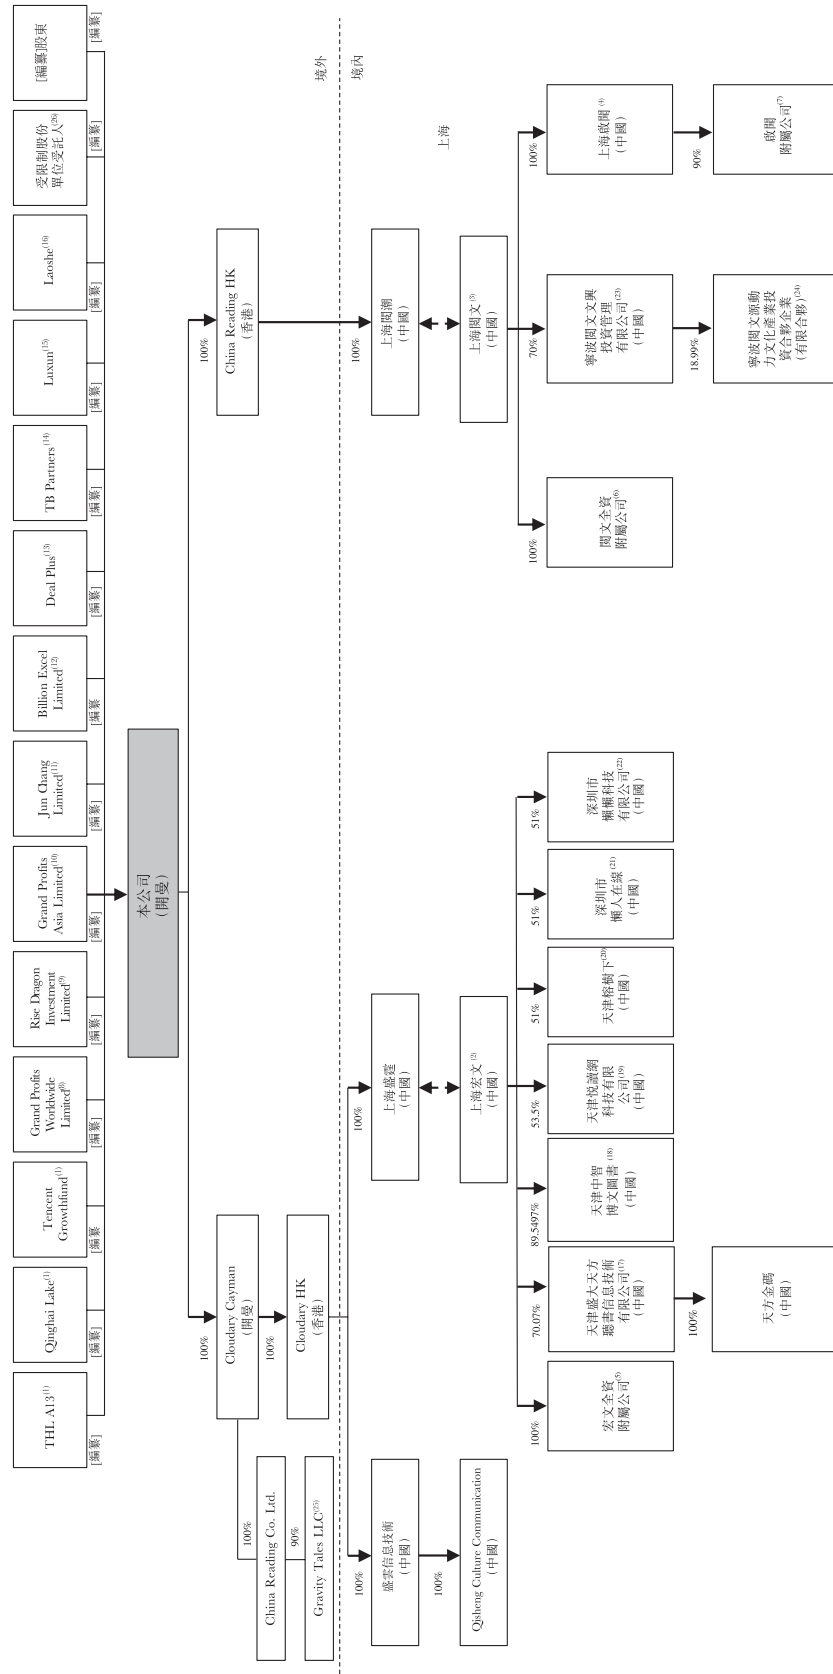 THL A13(1)
[編纂]
Qinghai Lake(1)
[編纂]
Tencent
Growthfund(1)
[編纂]
Grand Profits
Worldwide
Limited(8)
[編纂]
Rise Dragon
Investment
Limited(9)
[編纂]
Grand Profits
Asia Limited(10)
[編纂]
Jun Chang
Limited(11)
[編纂]
Billion Excel
Limited(12)
[編纂]
Deal Plus(13)
[編纂]
TB Partners(14)
[編纂]
Luxun(15)
[編纂]
Laoshe(16)
[編纂]
受限制股份
單位受託人(26)
[編纂]
[編纂]股東
[編纂]
本公司
(開曼)
100%
Cloudary Cayman
(開曼)
100%
China Reading HK
(香港)
100%
China Reading Co. Ltd.
90%
Gravity Tales LLC(25)
100%
Cloudary HK
(香港)
境外
境內
100%
盛雲信息技術
(中國)
100%
上海盛霆
(中國)
100%
上海閱潮
(中國)
上海
100%
Qisheng Culture Communication
(中國)
上海宏文(2)
(中國)
上海閱文(3)
(中國)
100%
宏文全資
附屬公司(5)
70.07%
天津盛大天方
聽書信息技術
有限公司(17)
(中國)
89.5497%
天津中智
博文圖書(18)
(中國)
53.5%
天津悅讀網
科技有限
公司(19)
(中國)
51%
天津榕樹下(20)
(中國)
51%
深圳市
懶人在線(21)
(中國)
51%
深圳市
懶懶科技
有限公司(22)
(中國)
100%
閱文全資
附屬公司(6)
70%
寧波閱文文興
投資管理
有限公司(23)
(中國)
100%
上海啟聞(4)
(中國)
100%
天方金碼
(中國)
18.99%
寧波閱文源動
力文化產業投
資合夥企業
(有限合夥)(24)
90%
啟聞
附屬公司(7)